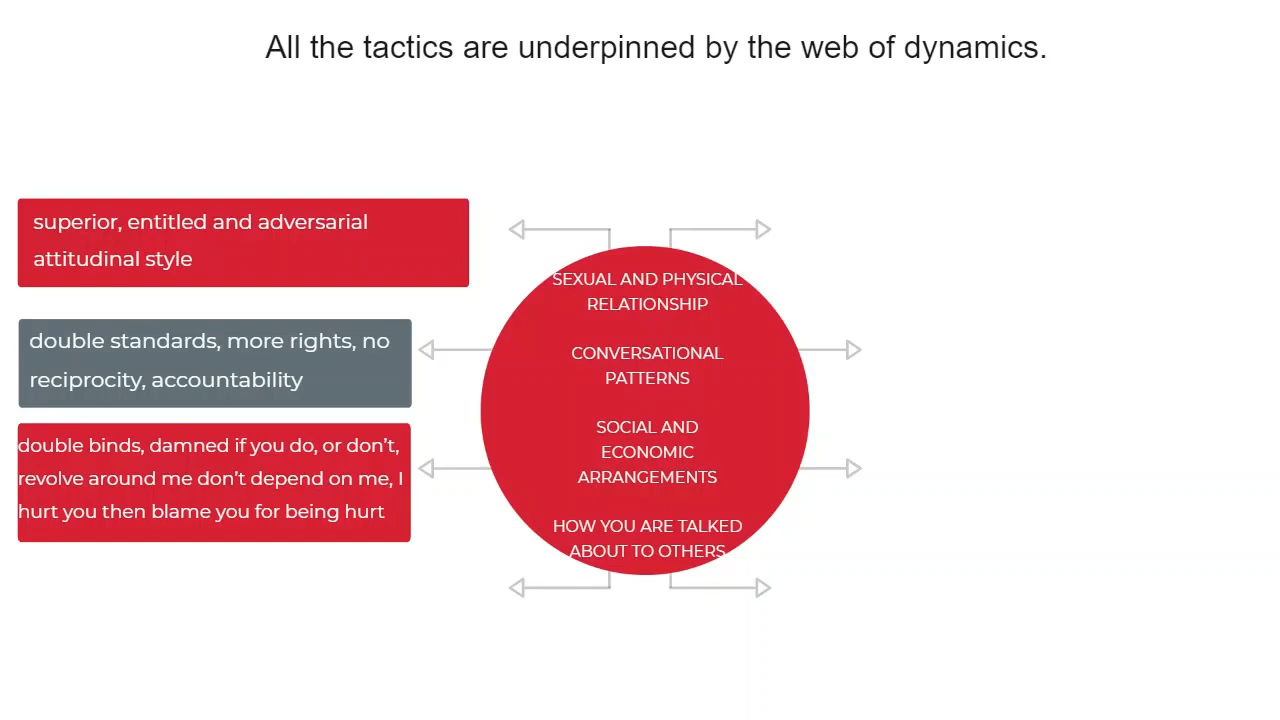 All the tactics are underpinned by the web of dynamics.
superior, entitled and adversarial
attitudinal style
double standards, more rights, no
reciprocity, accountability
double binds, damned if you do, or don't,
revolve around me don't depend on me, I
hurt you then blame you for being hurt
SEXUAL AND PHYSICAL
RELATIONSHIP
CONVERSATIONAL
PATTERNS
SOCIAL AND
ECONOMIC
ARRANGEMENTS
HOW YOU ARE TALKED
ABOUT TO OTHERS